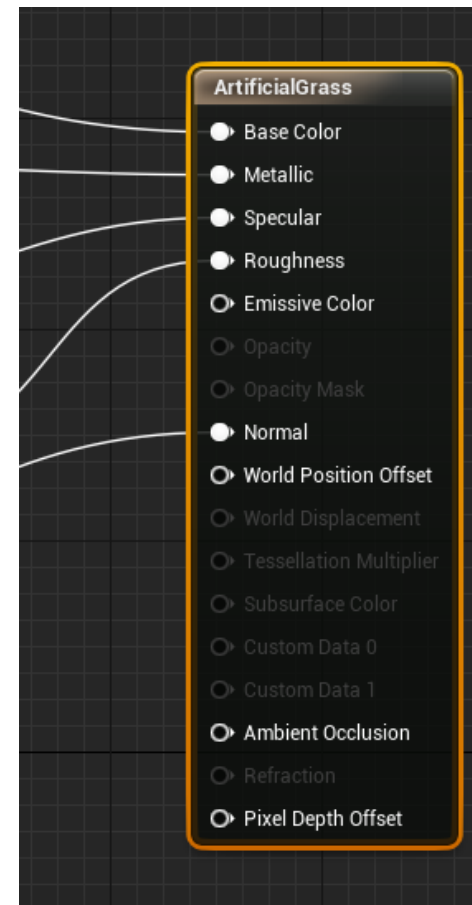 ArtificialGrass
Base Color
Metallic
Specular
Roughness
Emissive Color
Opacity
Opacity Mask
Normal
World Position Offset
World Displacement
Tessellation Multiplier
Subsurface Color
Custom Data 0
Custom Data 1
Ambient Occlusion
Refraction
Pixel Depth Offset